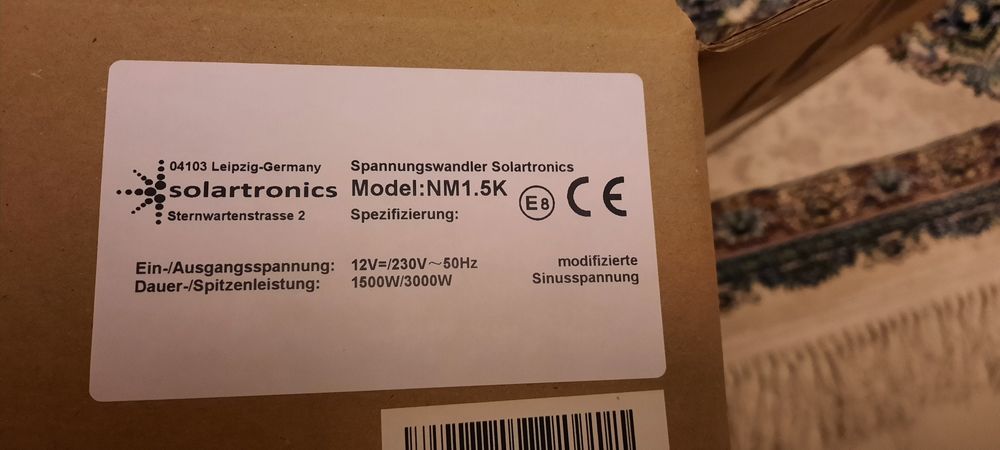 04103 Leipzig-Germany
solartronics
Sternwartenstrasse 2
Spannungswandler Solartronics
Model:NM1.5K
Spezifizierung:
E8
CE
Ein-/Ausgangsspannung: 12V=/230V～50Hz
Dauer-/Spitzenleistung: 1500W/3000W
modifizierte
Sinusspannung